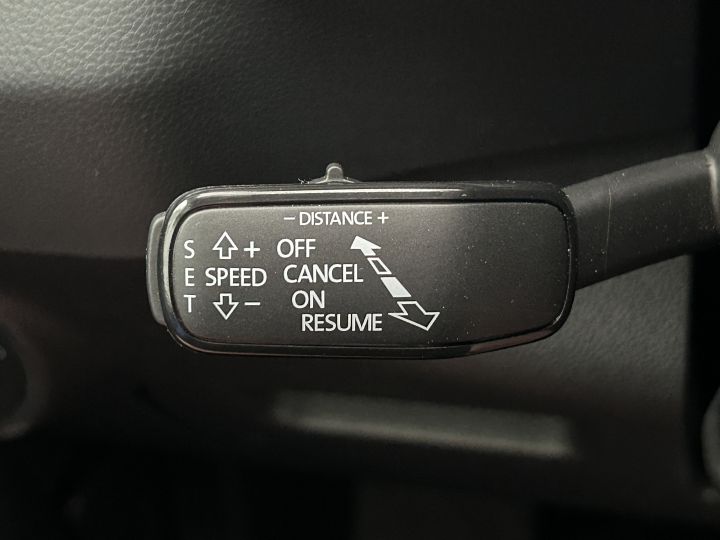 − DISTANCE +
S + OFF
E SPEED CANCEL
T − ON
RESUME